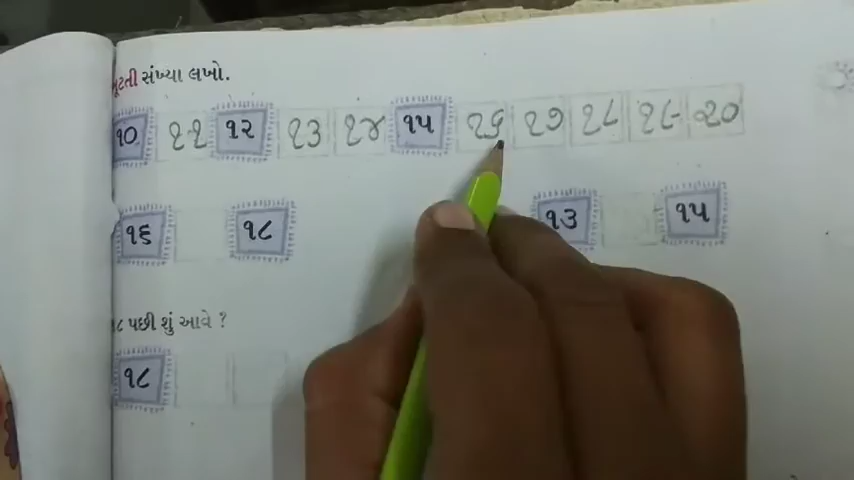 ખૂટતી સંખ્યા લખો.
૧૦ ૧૧ ૧૨ ૧૩ ૧૪ ૧૫ ૧૬ ૧૭ ૧૮ ૧૯ ૨૦
૧૬ ૧૮ ૧૩ ૧૫
૧૮ પછી શું આવે ?
૧૮